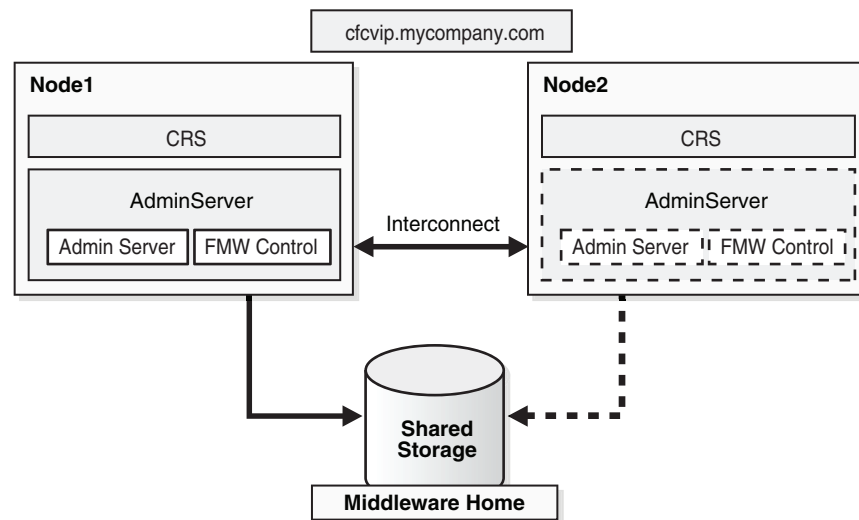 cfcvip.mycompany.com
Node1
CRS
AdminServer
Admin Server
FMW Control
Interconnect
Node2
CRS
AdminServer
Admin Server
FMW Control
Shared
Storage
Middleware Home